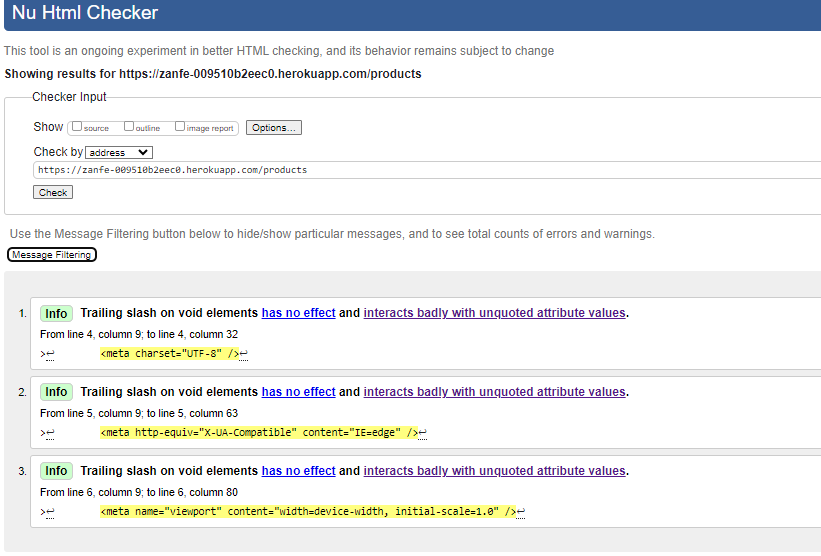 Nu Html Checker
This tool is an ongoing experiment in better HTML checking, and its behavior remains subject to change
Showing results for https://zanfe-009510b2eec0.herokuapp.com/products
Checker Input
Show source outline image report Options...
Check by address
https://zanfe-009510b2eec0.herokuapp.com/products
Check
Use the Message Filtering button below to hide/show particular messages, and to see total counts of errors and warnings.
Message Filtering
1. Info Trailing slash on void elements has no effect and interacts badly with unquoted attribute values.
From line 4, column 9; to line 4, column 32
>↩ <meta charset="UTF-8" />↩
2. Info Trailing slash on void elements has no effect and interacts badly with unquoted attribute values.
From line 5, column 9; to line 5, column 63
>↩ <meta http-equiv="X-UA-Compatible" content="IE=edge" />↩
3. Info Trailing slash on void elements has no effect and interacts badly with unquoted attribute values.
From line 6, column 9; to line 6, column 80
>↩ <meta name="viewport" content="width=device-width, initial-scale=1.0" />↩